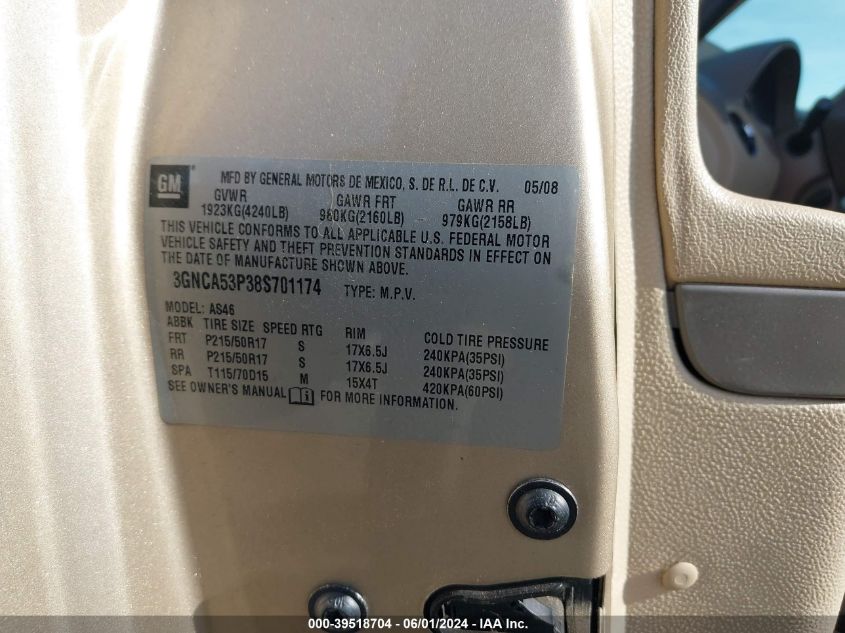 GM
MFD BY GENERAL MOTORS DE MEXICO, S. DE R.L. DE C.V. 05/08
GVWR GAWR FRT GAWR RR
1923KG(4240LB) 980KG(2160LB) 979KG(2158LB)
THIS VEHICLE CONFORMS TO ALL APPLICABLE U.S. FEDERAL MOTOR
VEHICLE SAFETY AND THEFT PREVENTION STANDARDS IN EFFECT ON
THE DATE OF MANUFACTURE SHOWN ABOVE.
3GNCA53P38S701174 TYPE: M.P.V.
MODEL: AS46
ABBK TIRE SIZE SPEED RTG RIM COLD TIRE PRESSURE
FRT P215/50R17 S 17X6.5J 240KPA(35PSI)
RR P215/50R17 S 17X6.5J 240KPA(35PSI)
SPA T115/70D15 M 15X4T 420KPA(60PSI)
SEE OWNER'S MANUAL FOR MORE INFORMATION.
000-39518704 - 06/01/2024 - IAA Inc.